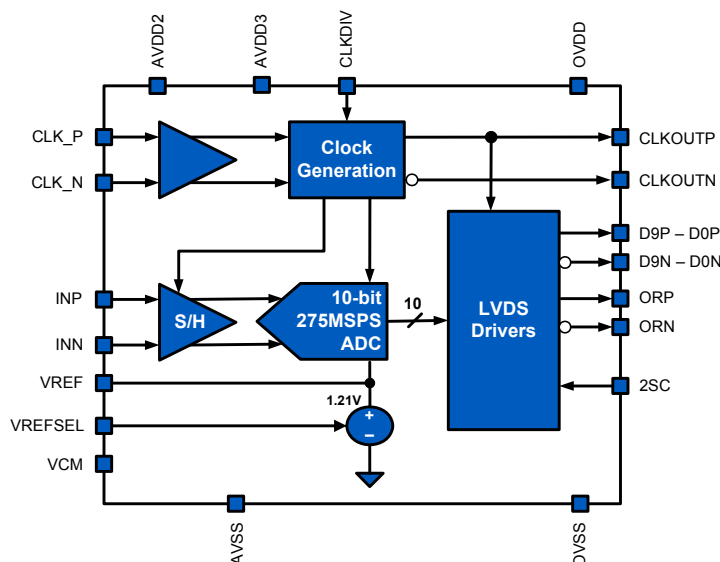 AVDD2
AVDD3
CLKDIV
OVDD
CLK_P
CLK_N
Clock
Generation
CLKOUTP
CLKOUTN
D9P – D0P
D9N – D0N
ORP
ORN
2SC
INP
INN
S/H
10-bit
275MSPS
ADC
10
LVDS
Drivers
VREF
1.21V
+
–
VREFSEL
VCM
AVSS
OVSS